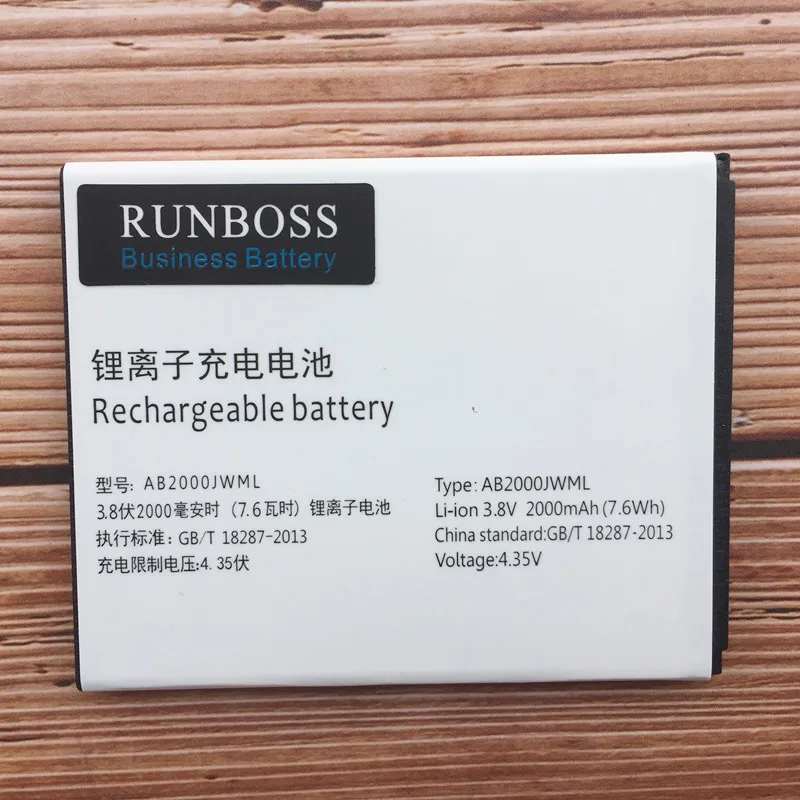 RUNBOSS
Business Battery
锂离子充电电池
Rechargeable battery
型号: AB2000JWML
3.8伏2000毫安时 (7.6瓦时) 锂离子电池
执行标准: GB/T 18287-2013
充电限制电压:4.35伏
Type: AB2000JWML
Li-ion 3.8V 2000mAh (7.6Wh)
China standard:GB/T 18287-2013
Voltage:4.35V